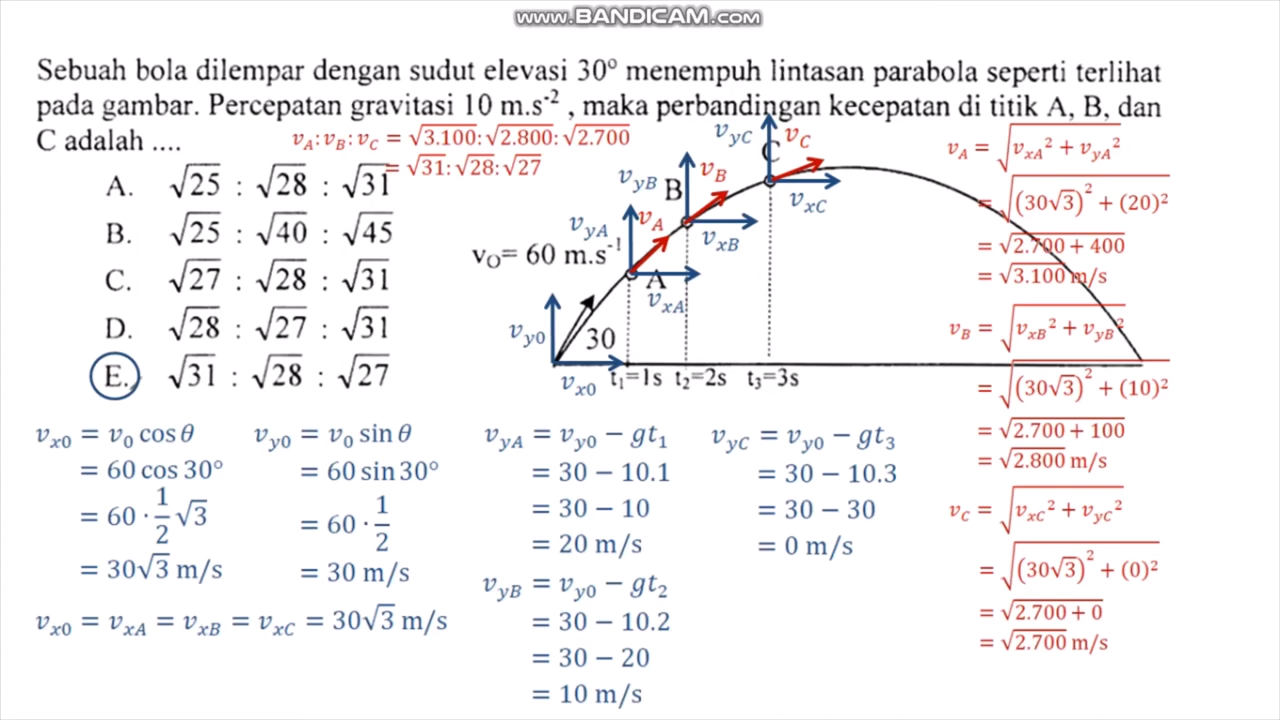 www.BANDICAM.com
Sebuah bola dilempar dengan sudut elevasi 30° menempuh lintasan parabola seperti terlihat
pada gambar. Percepatan gravitasi 10 m.s⁻² , maka perbandingan kecepatan di titik A, B, dan
C adalah ....
v_A : v_B : v_C = √3.100 : √2.800 : √2.700
= √31 : √28 : √27
A. √25 : √28 : √31
B. √25 : √40 : √45
C. √27 : √28 : √31
D. √28 : √27 : √31
E. √31 : √28 : √27
v_yC
v_C
C
v_xC
v_yB
v_B
B
v_xB
v_yA
v_A
A
v_xA
v_O= 60 m.s⁻¹
v_y0
30
v_x0
t₁=1s t₂=2s t₃=3s
v_x0 = v_0 cos θ
= 60 cos 30°
= 60 · 1/2 √3
= 30√3 m/s
v_y0 = v_0 sin θ
= 60 sin 30°
= 60 · 1/2
= 30 m/s
v_x0 = v_xA = v_xB = v_xC = 30√3 m/s
v_yA = v_y0 − gt₁
= 30 − 10.1
= 30 − 10
= 20 m/s
v_yB = v_y0 − gt₂
= 30 − 10.2
= 30 − 20
= 10 m/s
v_yC = v_y0 − gt₃
= 30 − 10.3
= 30 − 30
= 0 m/s
v_A = √(v_xA² + v_yA²)
= √((30√3)² + (20)²)
= √2.700 + 400
= √3.100 m/s
v_B = √(v_xB² + v_yB²)
= √((30√3)² + (10)²)
= √2.700 + 100
= √2.800 m/s
v_C = √(v_xC² + v_yC²)
= √((30√3)² + (0)²)
= √2.700 + 0
= √2.700 m/s